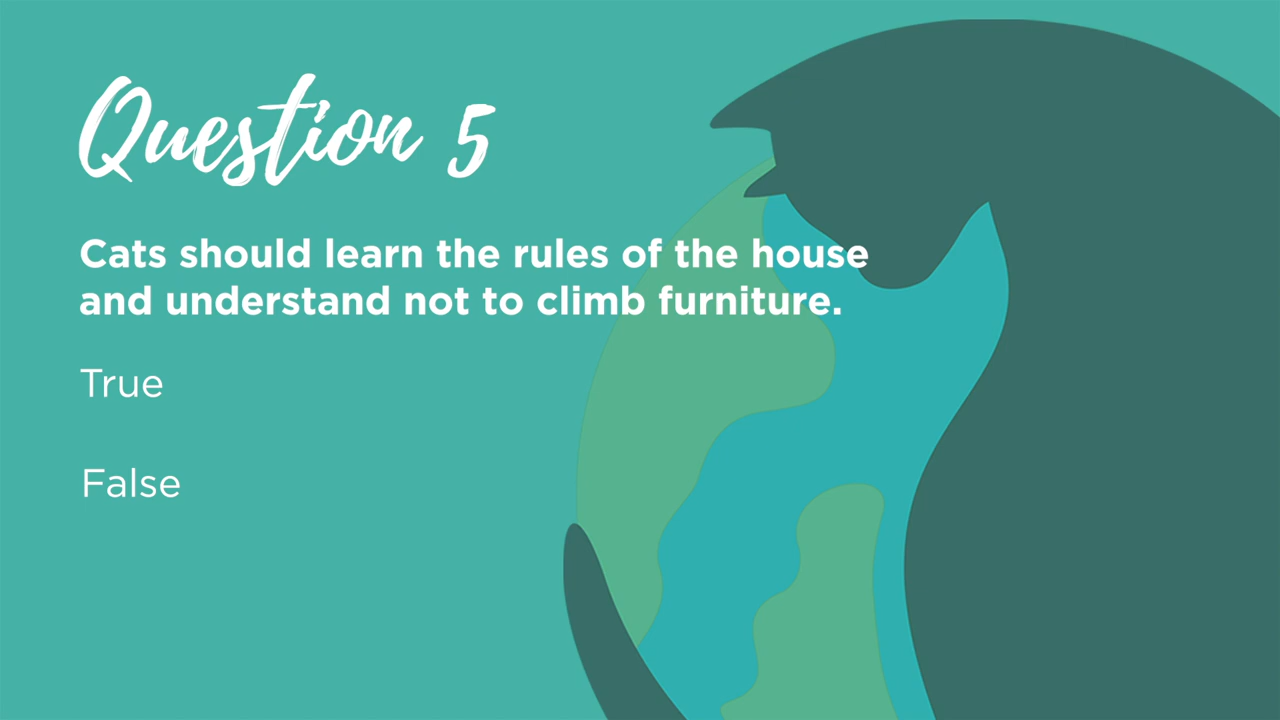 Question 5
Cats should learn the rules of the house
and understand not to climb furniture.
True
False